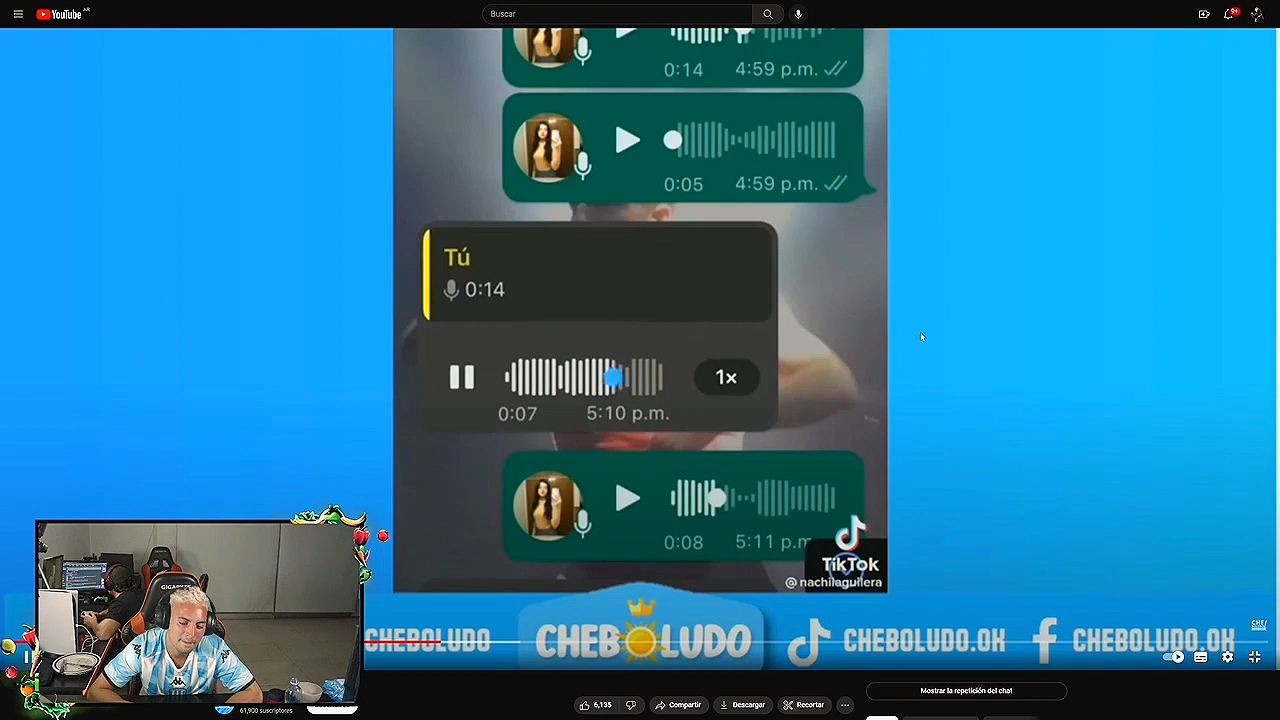 YouTube AR
Buscar
9+
0:14 4:59 p.m.
0:05 4:59 p.m.
Tú
0:14
1x
0:07 5:10 p.m.
0:08 5:11 p.m.
TikTok
@nachilaguilera
GIGABYTE
CHEBOLUDO
CHEBOLUDO
CHEBOLUDO.OK
CHEBOLUDO.OK
Mostrar la repetición del chat
6,135
Compartir
Descargar
Recortar
61,900 suscriptores